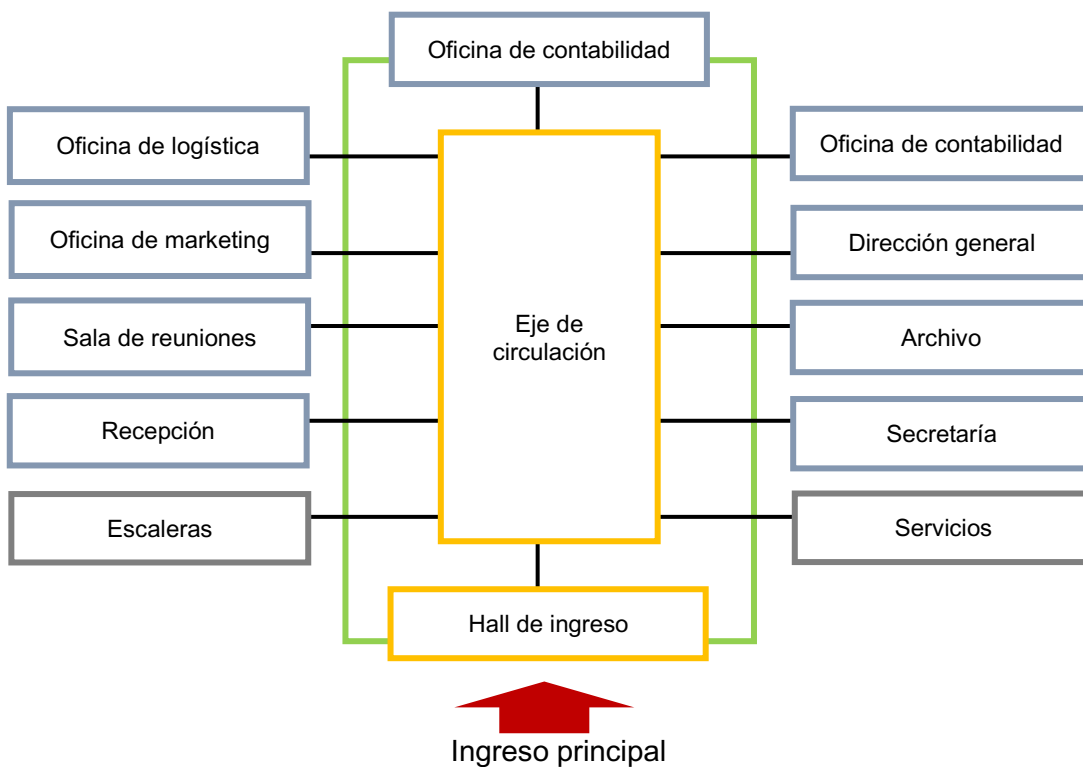 Oficina de contabilidad
Oficina de logística
Oficina de contabilidad
Oficina de marketing
Dirección general
Sala de reuniones
Eje de
circulación
Archivo
Recepción
Secretaría
Escaleras
Servicios
Hall de ingreso
Ingreso principal